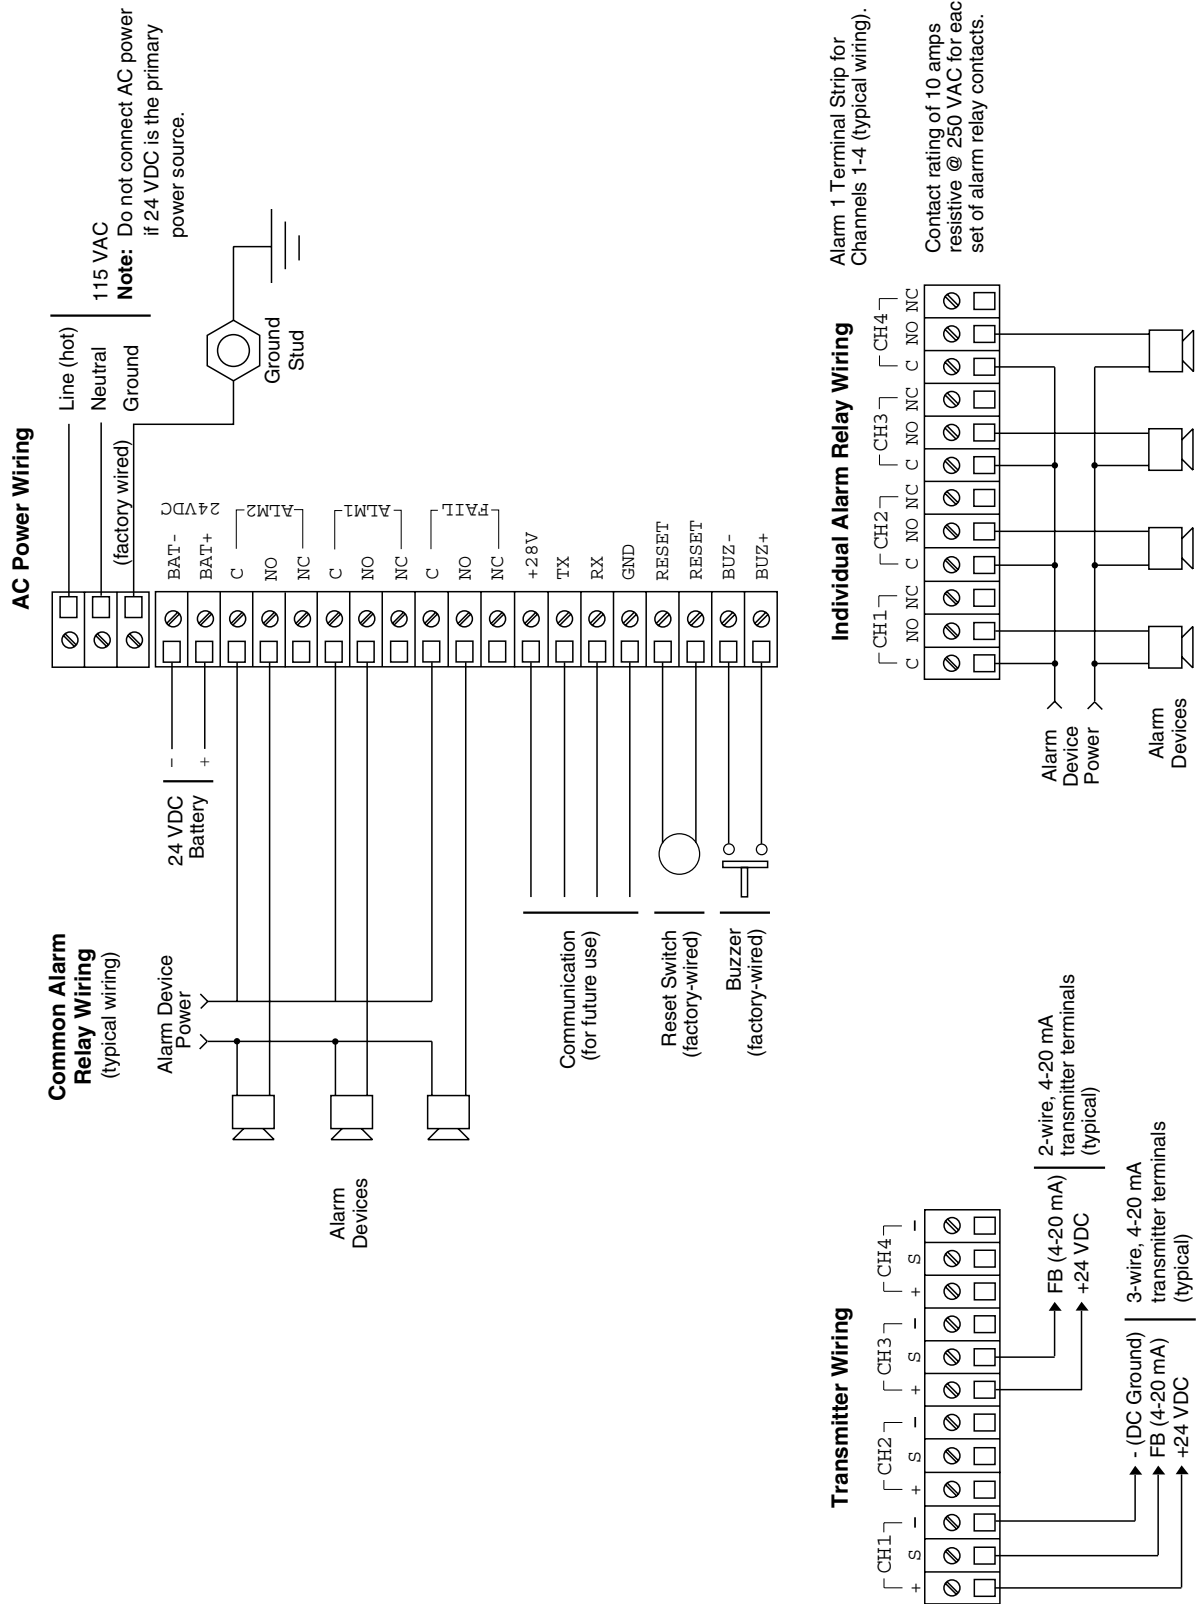 AC Power Wiring
Line (hot)
Neutral
Ground
(factory wired)
115 VAC
Note: Do not connect AC power
if 24 VDC is the primary
power source.
Ground
Stud
Common Alarm
Relay Wiring
(typical wiring)
Alarm Device
Power
Alarm
Devices
24 VDC
Battery
-
+
BAT-
BAT+
24VDC
C
NO
NC
ALM2
C
NO
NC
ALM1
C
NO
NC
FAIL
+28V
TX
RX
GND
RESET
RESET
BUZ-
BUZ+
Communication
(for future use)
Reset Switch
(factory-wired)
Buzzer
(factory-wired)
Transmitter Wiring
CH1 CH2 CH3 CH4
+ S - + S - + S - + S -
- (DC Ground)
FB (4-20 mA)
+24 VDC
3-wire, 4-20 mA
transmitter terminals
(typical)
FB (4-20 mA)
+24 VDC
2-wire, 4-20 mA
transmitter terminals
(typical)
Individual Alarm Relay Wiring
CH1 CH2 CH3 CH4
C NO NC C NO NC C NO NC C NO NC
Alarm
Device
Power
Alarm
Devices
Alarm 1 Terminal Strip for
Channels 1-4 (typical wiring).
Contact rating of 10 amps
resistive @ 250 VAC for eac
set of alarm relay contacts.